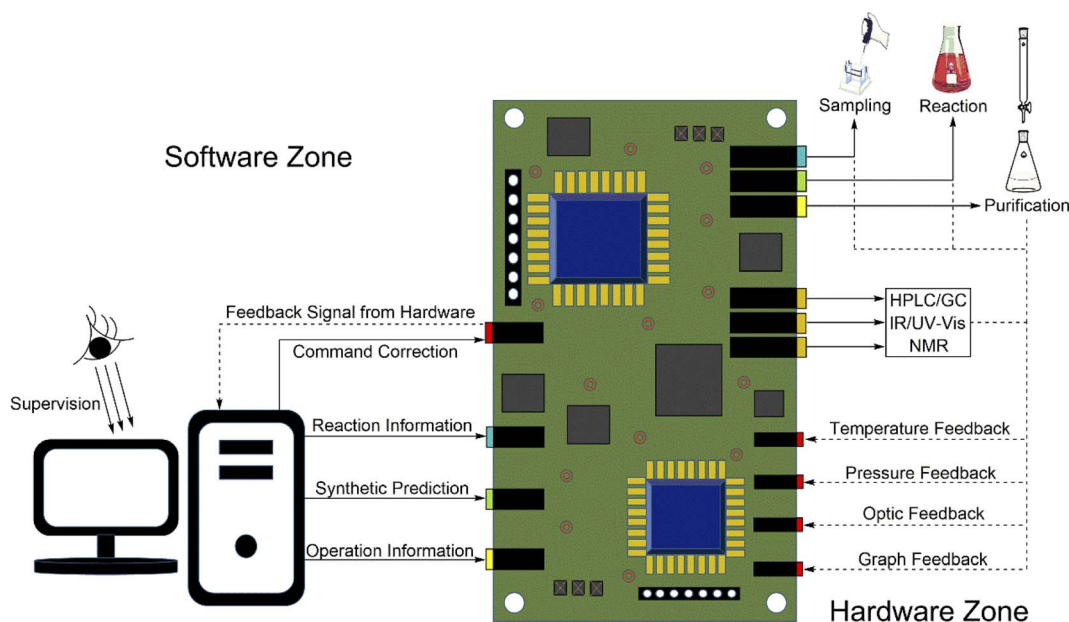 Software Zone
Sampling
Reaction
Purification
Feedback Signal from Hardware
Command Correction
Supervision
Reaction Information
Synthetic Prediction
Operation Information
HPLC/GC
IR/UV-Vis
NMR
Temperature Feedback
Pressure Feedback
Optic Feedback
Graph Feedback
Hardware Zone